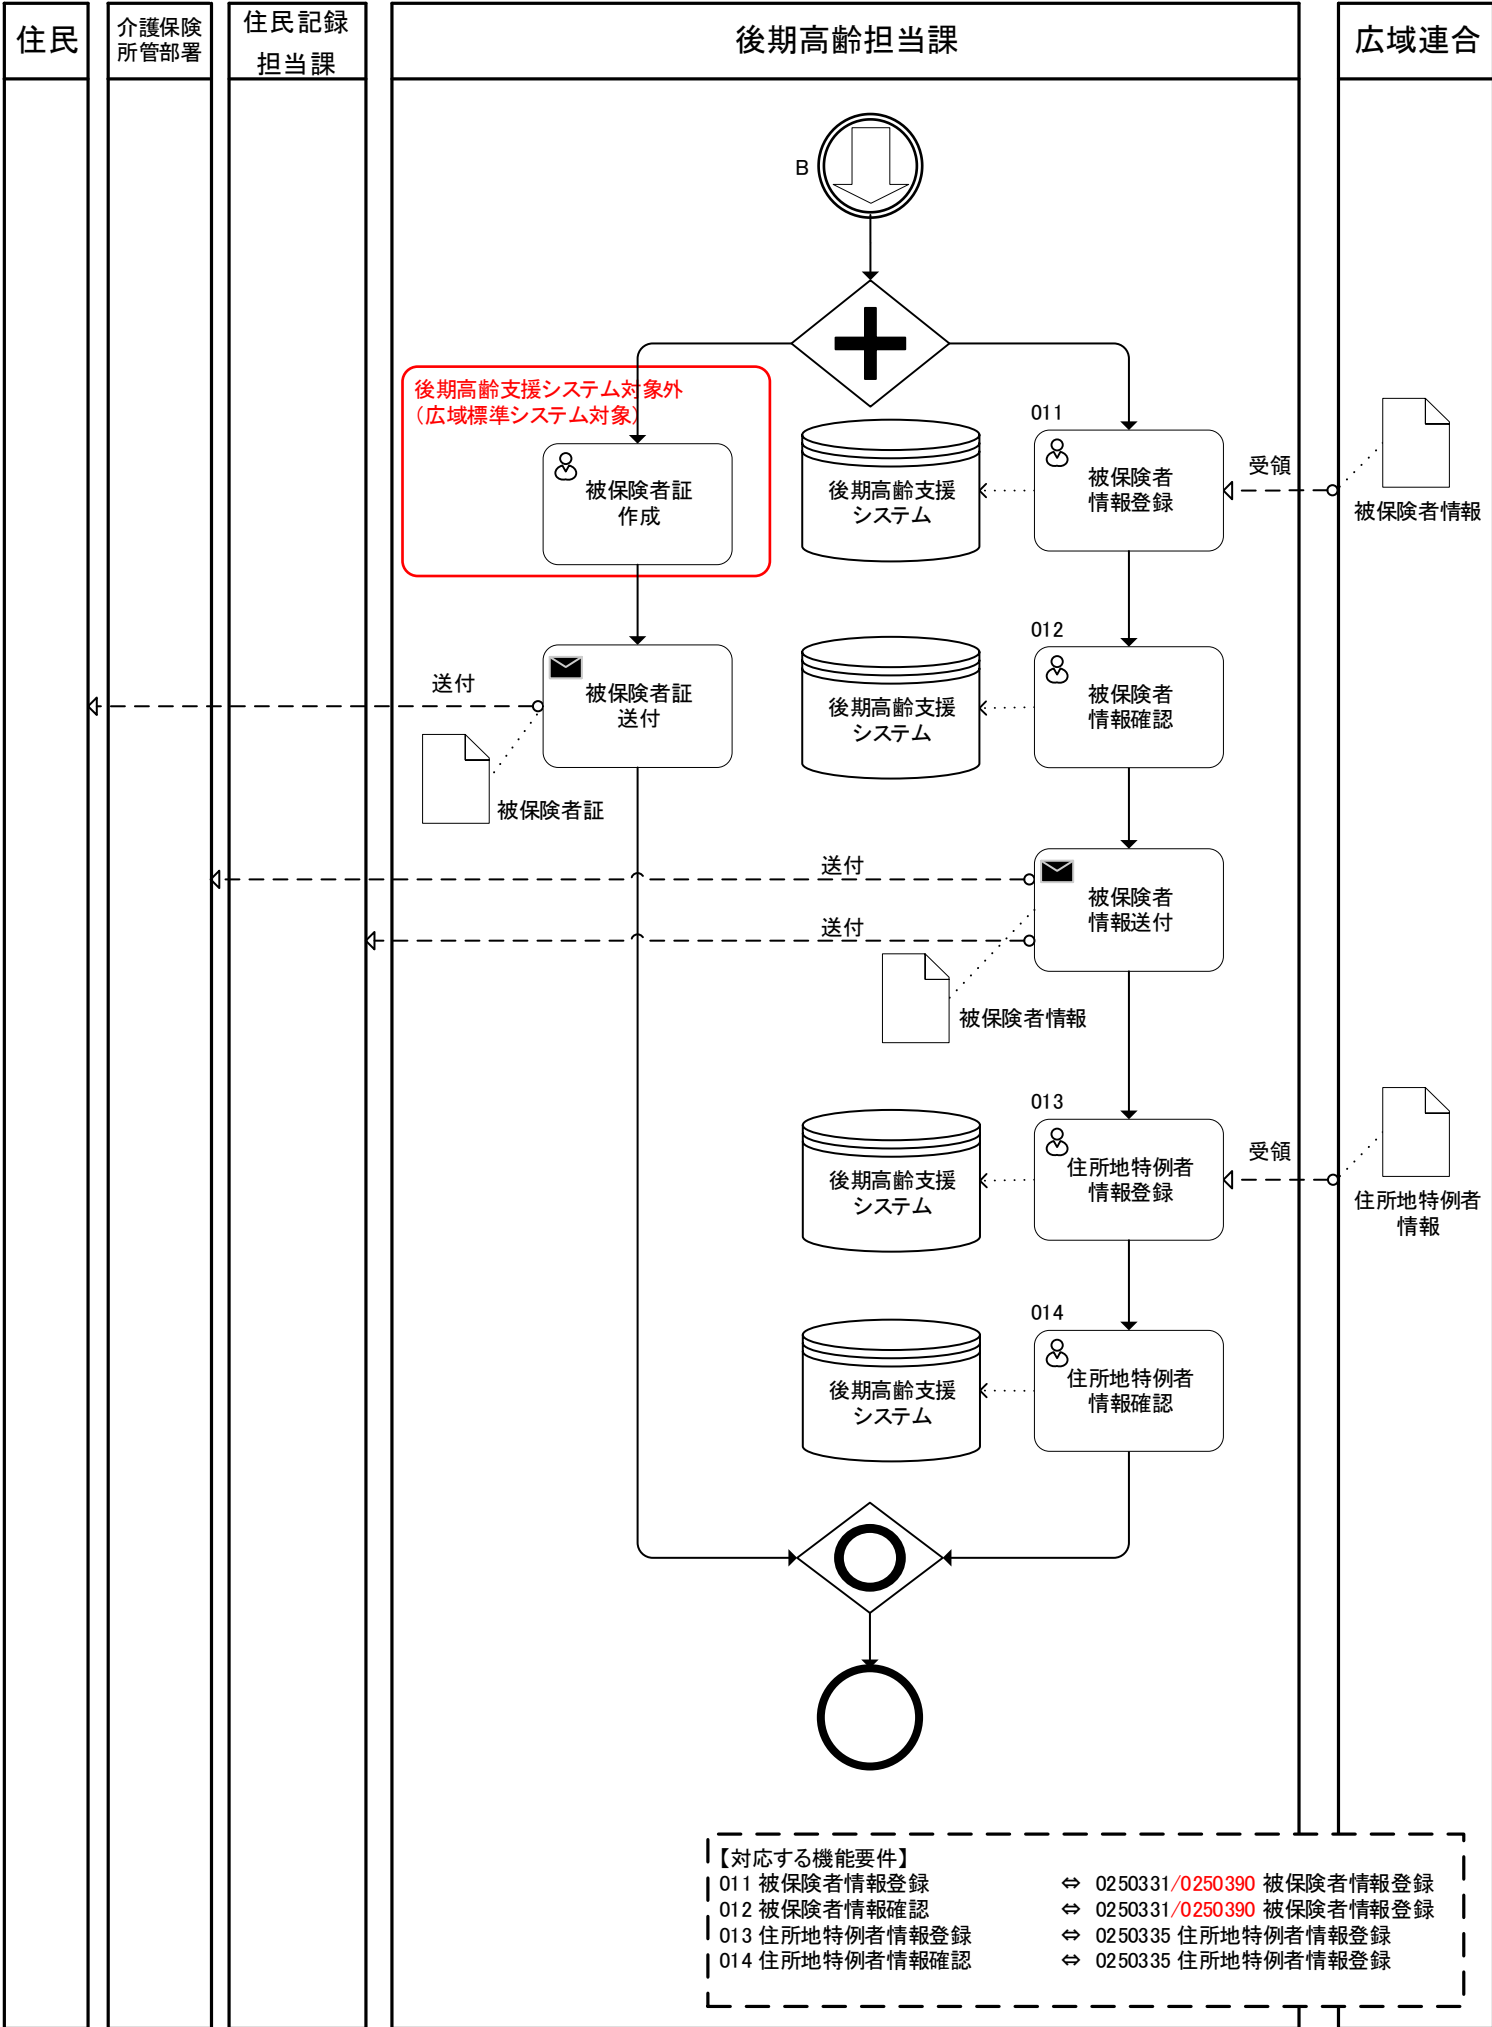 住民
介護保険
所管部署
住民記録
担当課
後期高齢担当課
広域連合
B
後期高齢支援システム対象外
（広域標準システム対象）
被保険者証
作成
後期高齢支援
システム
011
被保険者
情報登録
受領
被保険者情報
送付
被保険者証
送付
被保険者証
後期高齢支援
システム
012
被保険者
情報確認
送付
送付
被保険者
情報送付
被保険者情報
後期高齢支援
システム
013
住所地特例者
情報登録
受領
住所地特例者
情報
後期高齢支援
システム
014
住所地特例者
情報確認
【対応する機能要件】
011 被保険者情報登録 ⇔ 0250331/0250390 被保険者情報登録
012 被保険者情報確認 ⇔ 0250331/0250390 被保険者情報登録
013 住所地特例者情報登録 ⇔ 0250335 住所地特例者情報登録
014 住所地特例者情報確認 ⇔ 0250335 住所地特例者情報登録